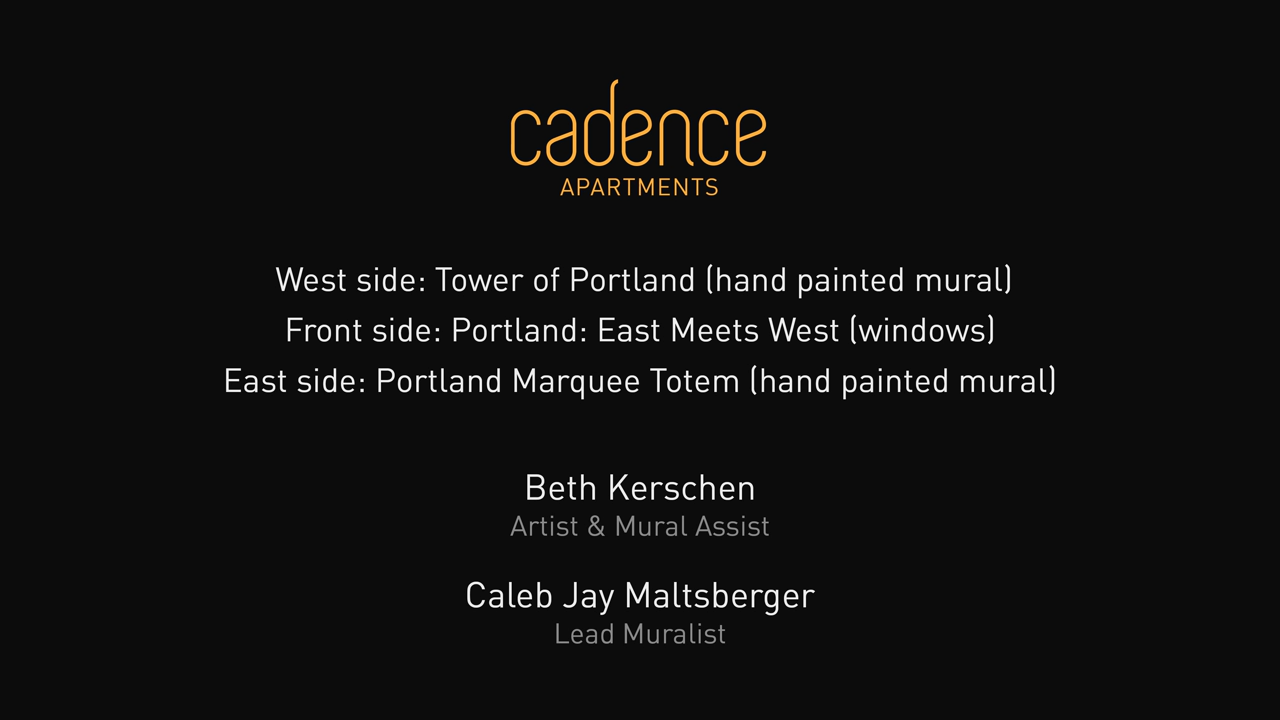 cadence
APARTMENTS
West side: Tower of Portland (hand painted mural)
Front side: Portland: East Meets West (windows)
East side: Portland Marquee Totem (hand painted mural)
Beth Kerschen
Artist & Mural Assist
Caleb Jay Maltsberger
Lead Muralist